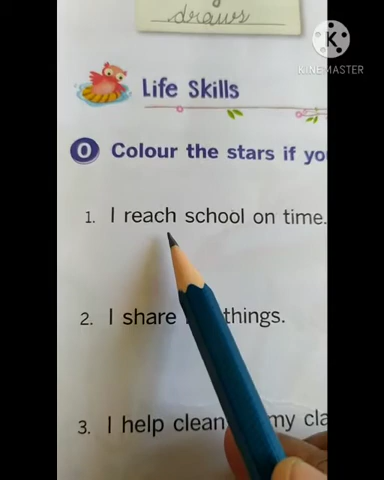 draws
K
KINEMASTER
Life Skills
O Colour the stars if yo
1. I reach school on time.
2. I share things.
3. I help clean my cla